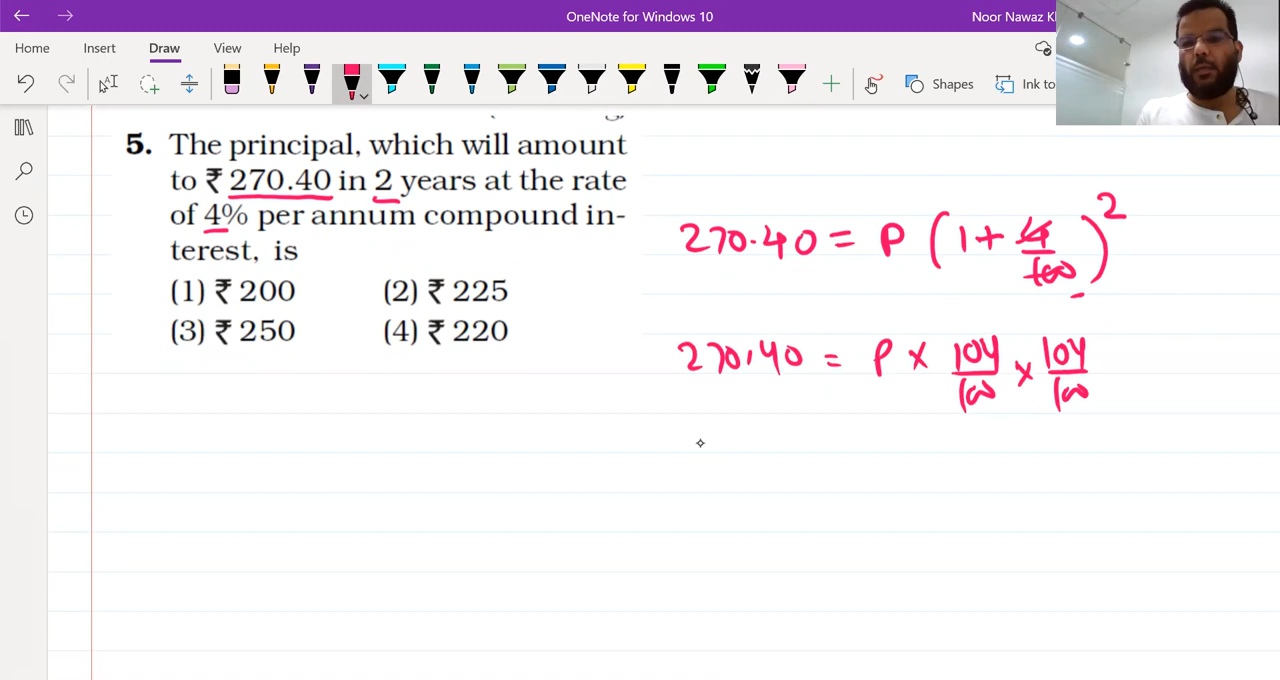 OneNote for Windows 10
Noor Nawaz Kh
Home Insert Draw View Help
Shapes Ink to
5. The principal, which will amount
to ₹ 270.40 in 2 years at the rate
of 4% per annum compound in-
terest, is
(1) ₹ 200 (2) ₹ 225
(3) ₹ 250 (4) ₹ 220
270.40 = P (1 + 4/100)²
270.40 = P × 104/100 × 104/100